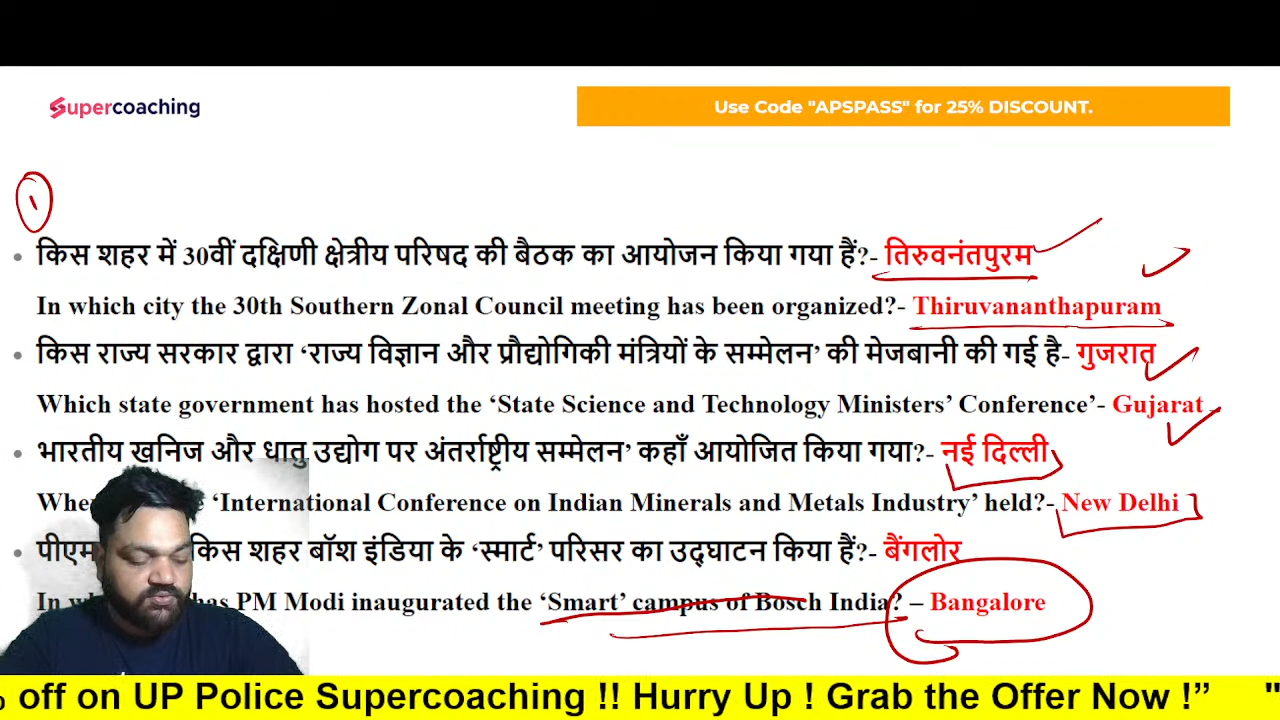 Supercoaching
Use Code "APSPASS" for 25% DISCOUNT.
किस शहर में 30वीं दक्षिणी क्षेत्रीय परिषद की बैठक का आयोजन किया गया हैं?- तिरुवनंतपुरम
In which city the 30th Southern Zonal Council meeting has been organized?- Thiruvananthapuram
किस राज्य सरकार द्वारा ‘राज्य विज्ञान और प्रौद्योगिकी मंत्रियों के सम्मेलन’ की मेजबानी की गई है- गुजरात
Which state government has hosted the ‘State Science and Technology Ministers’ Conference’- Gujarat
भारतीय खनिज और धातु उद्योग पर अंतर्राष्ट्रीय सम्मेलन’ कहाँ आयोजित किया गया?- नई दिल्ली
‘International Conference on Indian Minerals and Metals Industry’ held?- New Delhi
किस शहर बॉश इंडिया के ‘स्मार्ट’ परिसर का उद्घाटन किया हैं?- बैंगलोर
In has PM Modi inaugurated the ‘Smart’ campus of Bosch India? – Bangalore
off on UP Police Supercoaching !! Hurry Up ! Grab the Offer Now !” "